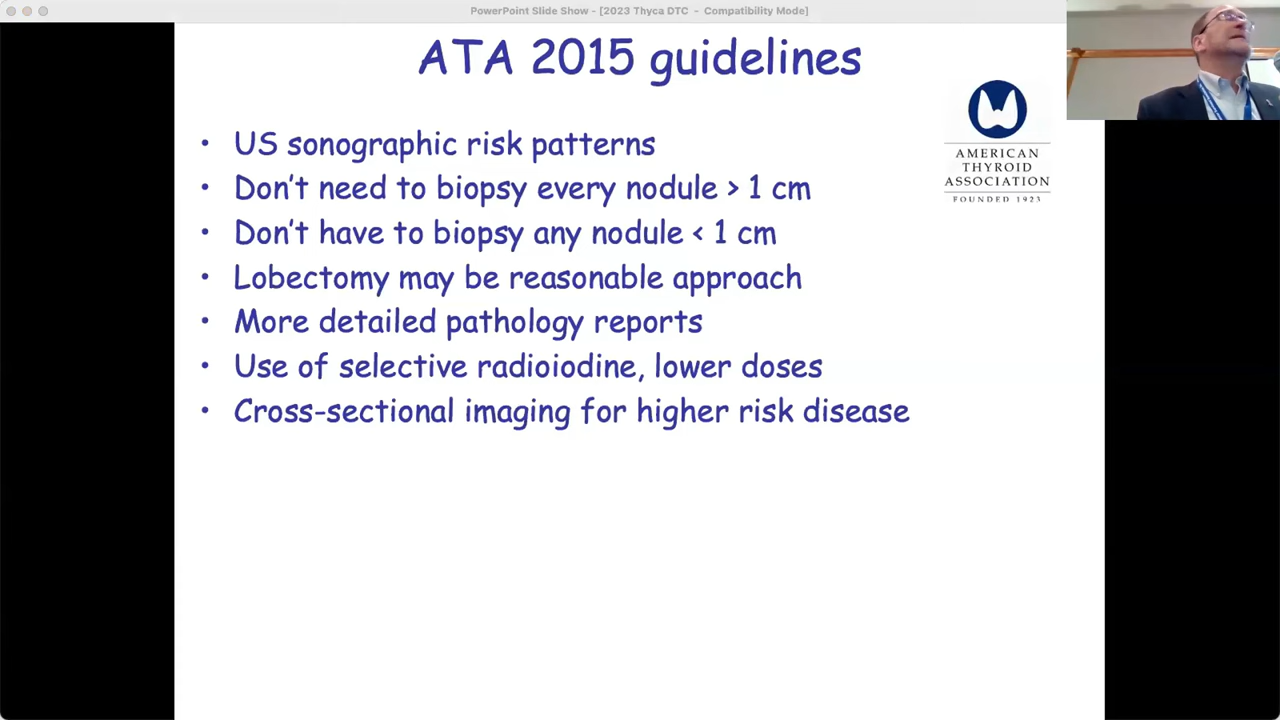 PowerPoint Slide Show - [2023 Thyca DTC - Compatibility Mode]
ATA 2015 guidelines
• US sonographic risk patterns
• Don't need to biopsy every nodule > 1 cm
• Don't have to biopsy any nodule < 1 cm
• Lobectomy may be reasonable approach
• More detailed pathology reports
• Use of selective radioiodine, lower doses
• Cross-sectional imaging for higher risk disease
AMERICAN
THYROID
ASSOCIATION
FOUNDED 1923